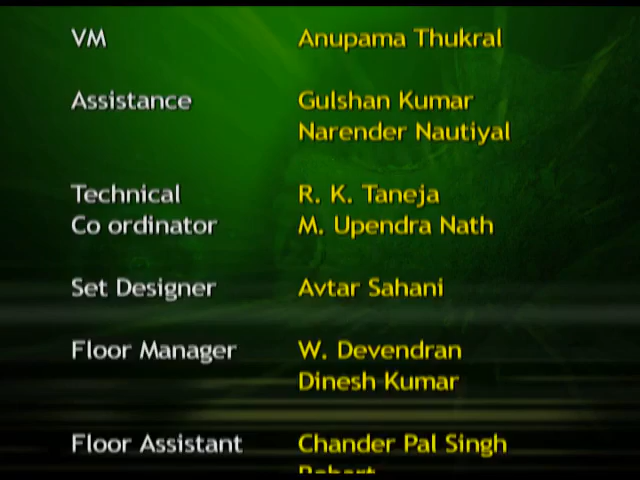 VM Anupama Thukral
Assistance Gulshan Kumar
Narender Nautiyal
Technical R. K. Taneja
Co ordinator M. Upendra Nath
Set Designer Avtar Sahani
Floor Manager W. Devendran
Dinesh Kumar
Floor Assistant Chander Pal Singh